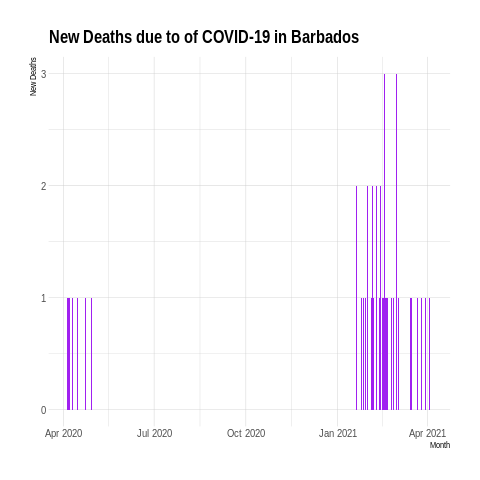 New Deaths due to of COVID-19 in Barbados
New Deaths
3
2
1
0
Apr 2020
Jul 2020
Oct 2020
Jan 2021
Apr 2021
Month